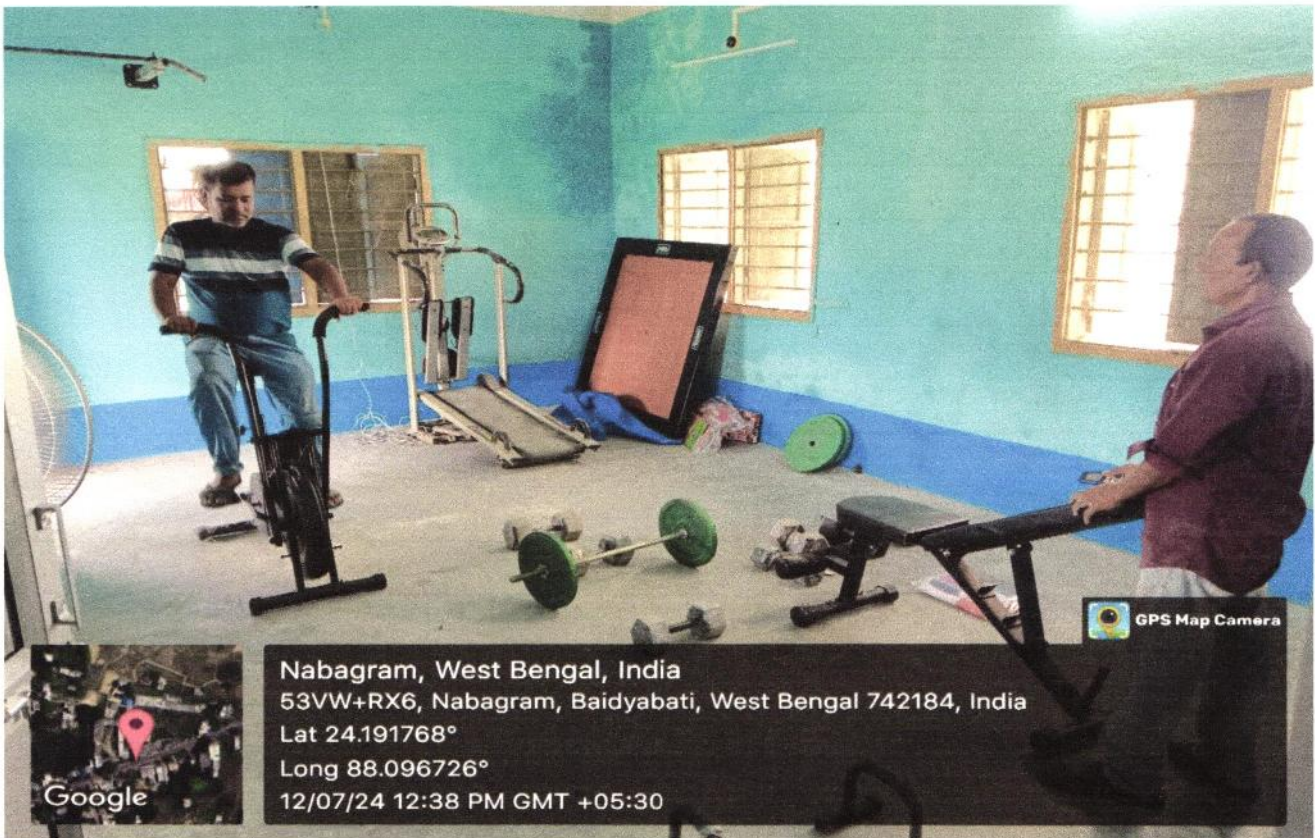 GPS Map Camera
Nabagram, West Bengal, India
53VW+RX6, Nabagram, Baidyabati, West Bengal 742184, India
Lat 24.191768°
Long 88.096726°
12/07/24 12:38 PM GMT +05:30
Google